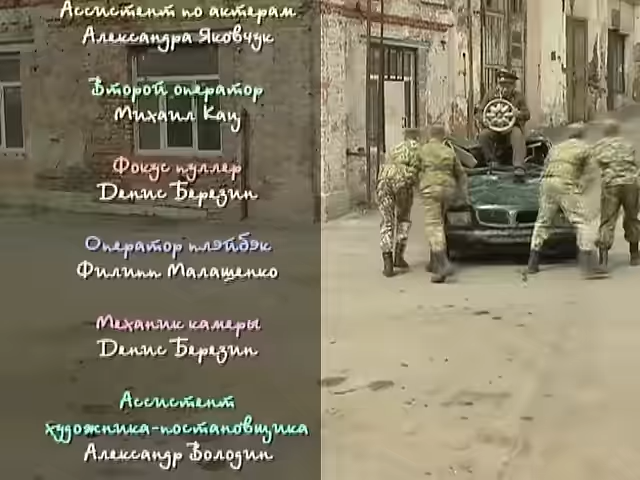 Ассистент по актерам
Александра Яковчук
Второй оператор
Михаил Кац
Фокус пуллер
Денис Березин
Оператор плэйбэк
Филипп Малащенко
Механик камеры
Денис Березин
Ассистент
художника-постановщика
Александр Володин